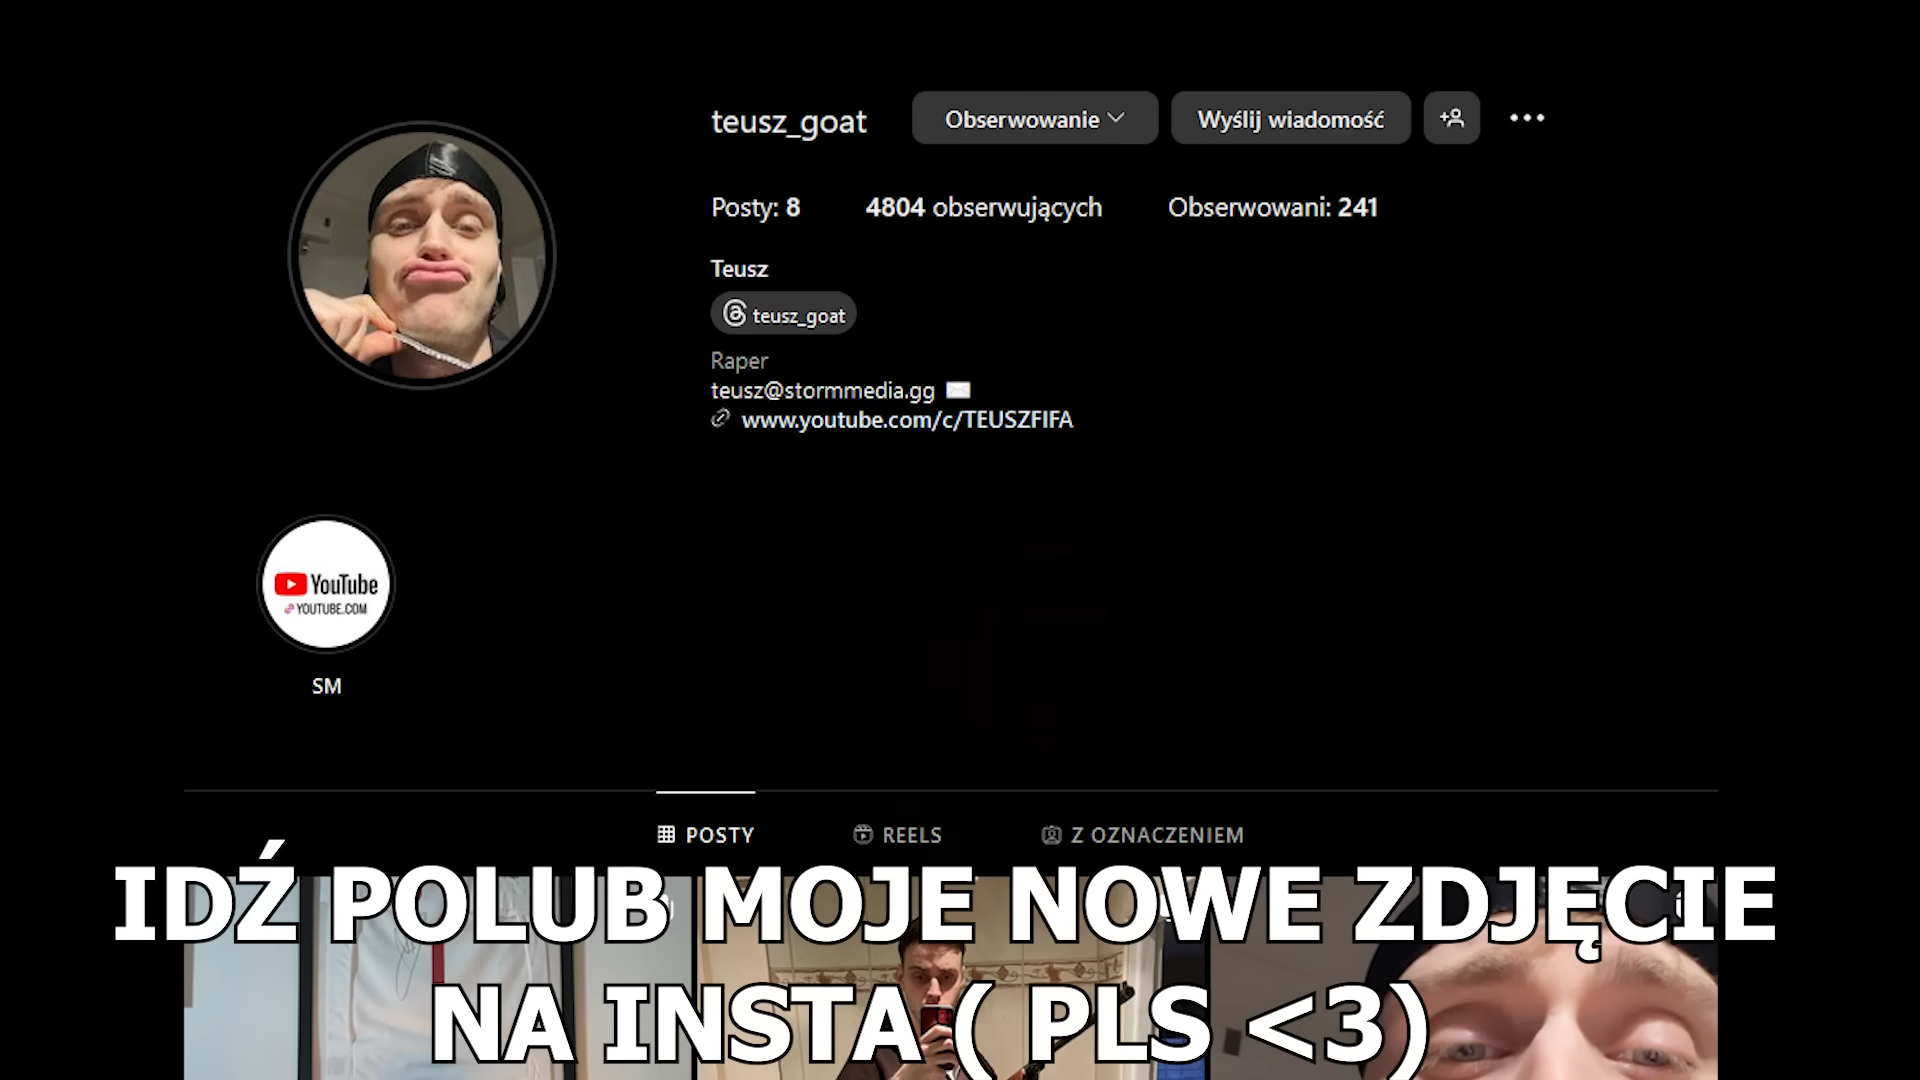 teusz_goat
Obserwowanie
Wyślij wiadomość
Posty: 8
4804 obserwujących
Obserwowani: 241
Teusz
teusz_goat
Raper
teusz@stormmedia.gg
www.youtube.com/c/TEUSZFIFA
YouTube
YOUTUBE.COM
SM
POSTY
REELS
Z OZNACZENIEM
IDŹ POLUB MOJE NOWE ZDJĘCIE
NA INSTA ( PLS <3)